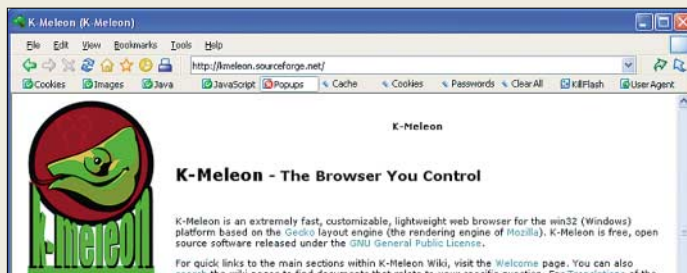 K-Meleon (K-Meleon)
File Edit View Bookmarks Tools Help
http://kmeleon.sourceforge.net/
Cookies Images Java JavaScript Popups Cache Cookies Passwords Clear All KillFlash User Agent
K-Meleon
K-Meleon - The Browser You Control
k-meleon
K-Meleon is an extremely fast, customizable, lightweight web browser for the win32 (Windows)
platform based on the Gecko layout engine (the rendering engine of Mozilla). K-Meleon is free, open
source software released under the GNU General Public License.
For quick links to the main sections within K-Meleon Wiki, visit the Welcome page. You can also